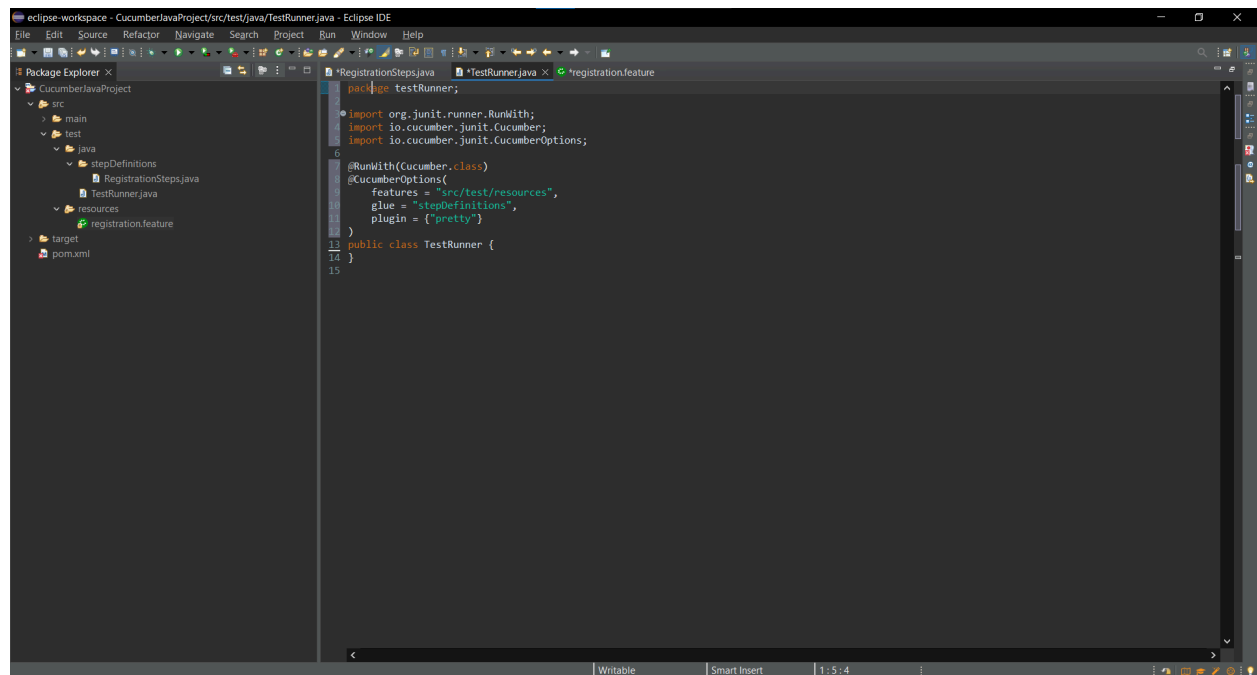 eclipse-workspace - CucumberJavaProject/src/test/java/TestRunner.java - Eclipse IDE
File Edit Source Refactor Navigate Search Project Run Window Help
Package Explorer
CucumberJavaProject
src
main
test
java
stepDefinitions
RegistrationSteps.java
TestRunner.java
resources
registration.feature
target
pom.xml
*RegistrationSteps.java *TestRunner.java *registration.feature
1 package testRunner;
2
3 import org.junit.runner.RunWith;
4 import io.cucumber.junit.Cucumber;
5 import io.cucumber.junit.CucumberOptions;
6
7 @RunWith(Cucumber.class)
8 @CucumberOptions(
9 features = "src/test/resources",
10 glue = "stepDefinitions",
11 plugin = {"pretty"}
12 )
13 public class TestRunner {
14 }
15
Writable Smart Insert 1 : 5 : 4